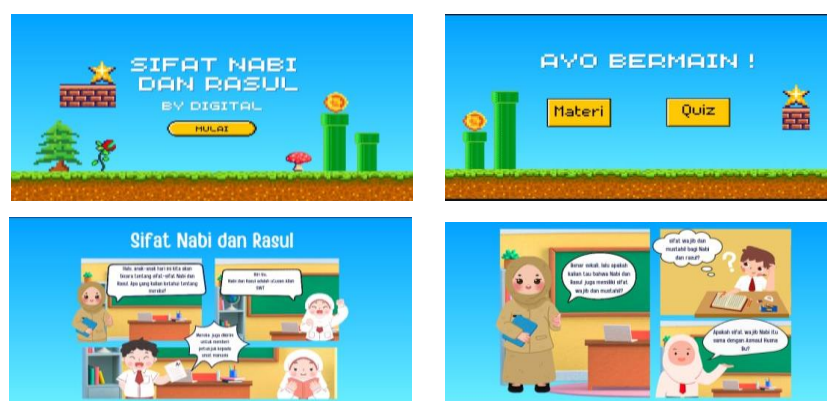 SIFAT NABI
DAN RASUL
BY DIGITAL
MULAI
AYO BERMAIN !
Materi
Quiz
Sifat Nabi dan Rasul
Halo anak-anak hari ini kita akan
bicara tentang sifat-sifat Nabi dan
Rasul. Apa yang kalian ketahui tentang
mereka?
Nabi dan Rasul adalah utusan Allah
SWT
Mereka juga dikirim
untuk memberi
petunjuk kepada
umat manusia
Benar sekali, lalu apakah
kalian tau bahwa Nabi dan
Rasul juga memiliki sifat
wajib dan mustahil?
sifat wajib dan
mustahil bagi Nabi
dan rasul?
Apakah sifat wajib Nabi itu
sama dengan Asmaul Husna
Bu?